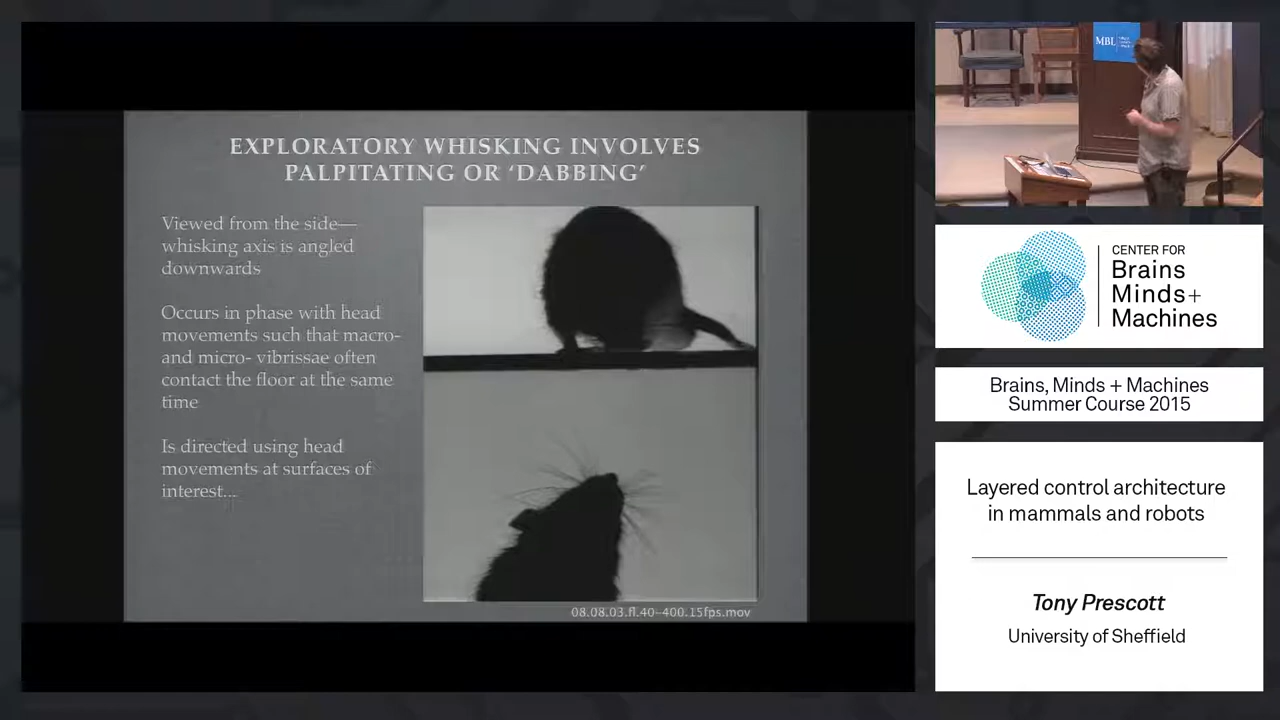 EXPLORATORY WHISKING INVOLVES
PALPITATING OR ‘DABBING’
Viewed from the side—
whisking axis is angled
downwards
Occurs in phase with head
movements such that macro-
and micro- vibrissae often
contact the floor at the same
time
Is directed using head
movements at surfaces of
interest...
08.08.03.fl.40-400.15fps.mov
MBL
CENTER FOR
Brains
Minds+
Machines
Brains, Minds + Machines
Summer Course 2015
Layered control architecture
in mammals and robots
Tony Prescott
University of Sheffield